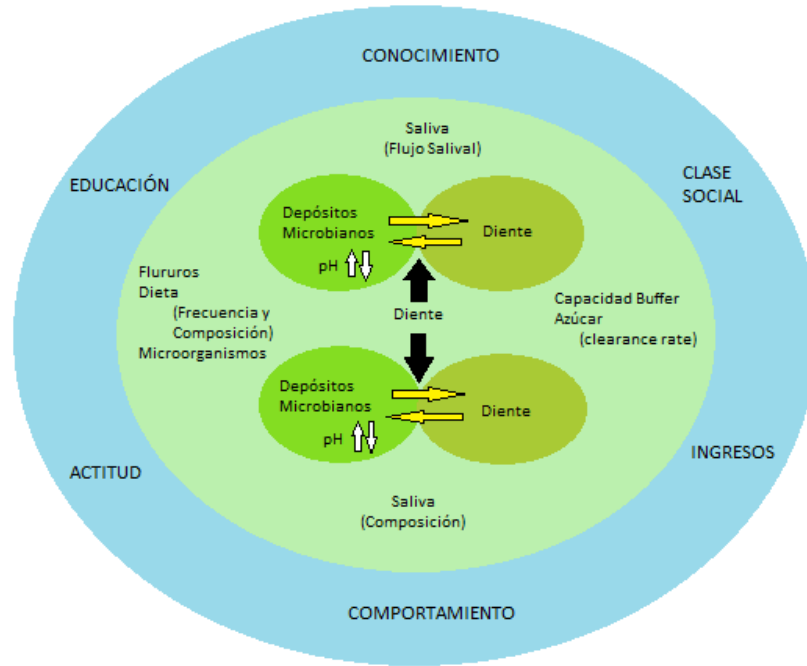 CONOCIMIENTO
Saliva
(Flujo Salival)
EDUCACIÓN
CLASE
SOCIAL
Depósitos
Microbianos
pH
Diente
Flururos
Dieta
(Frecuencia y
Composición)
Microorganismos
Diente
Capacidad Buffer
Azúcar
(clearance rate)
Depósitos
Microbianos
pH
Diente
ACTITUD
INGRESOS
Saliva
(Composición)
COMPORTAMIENTO